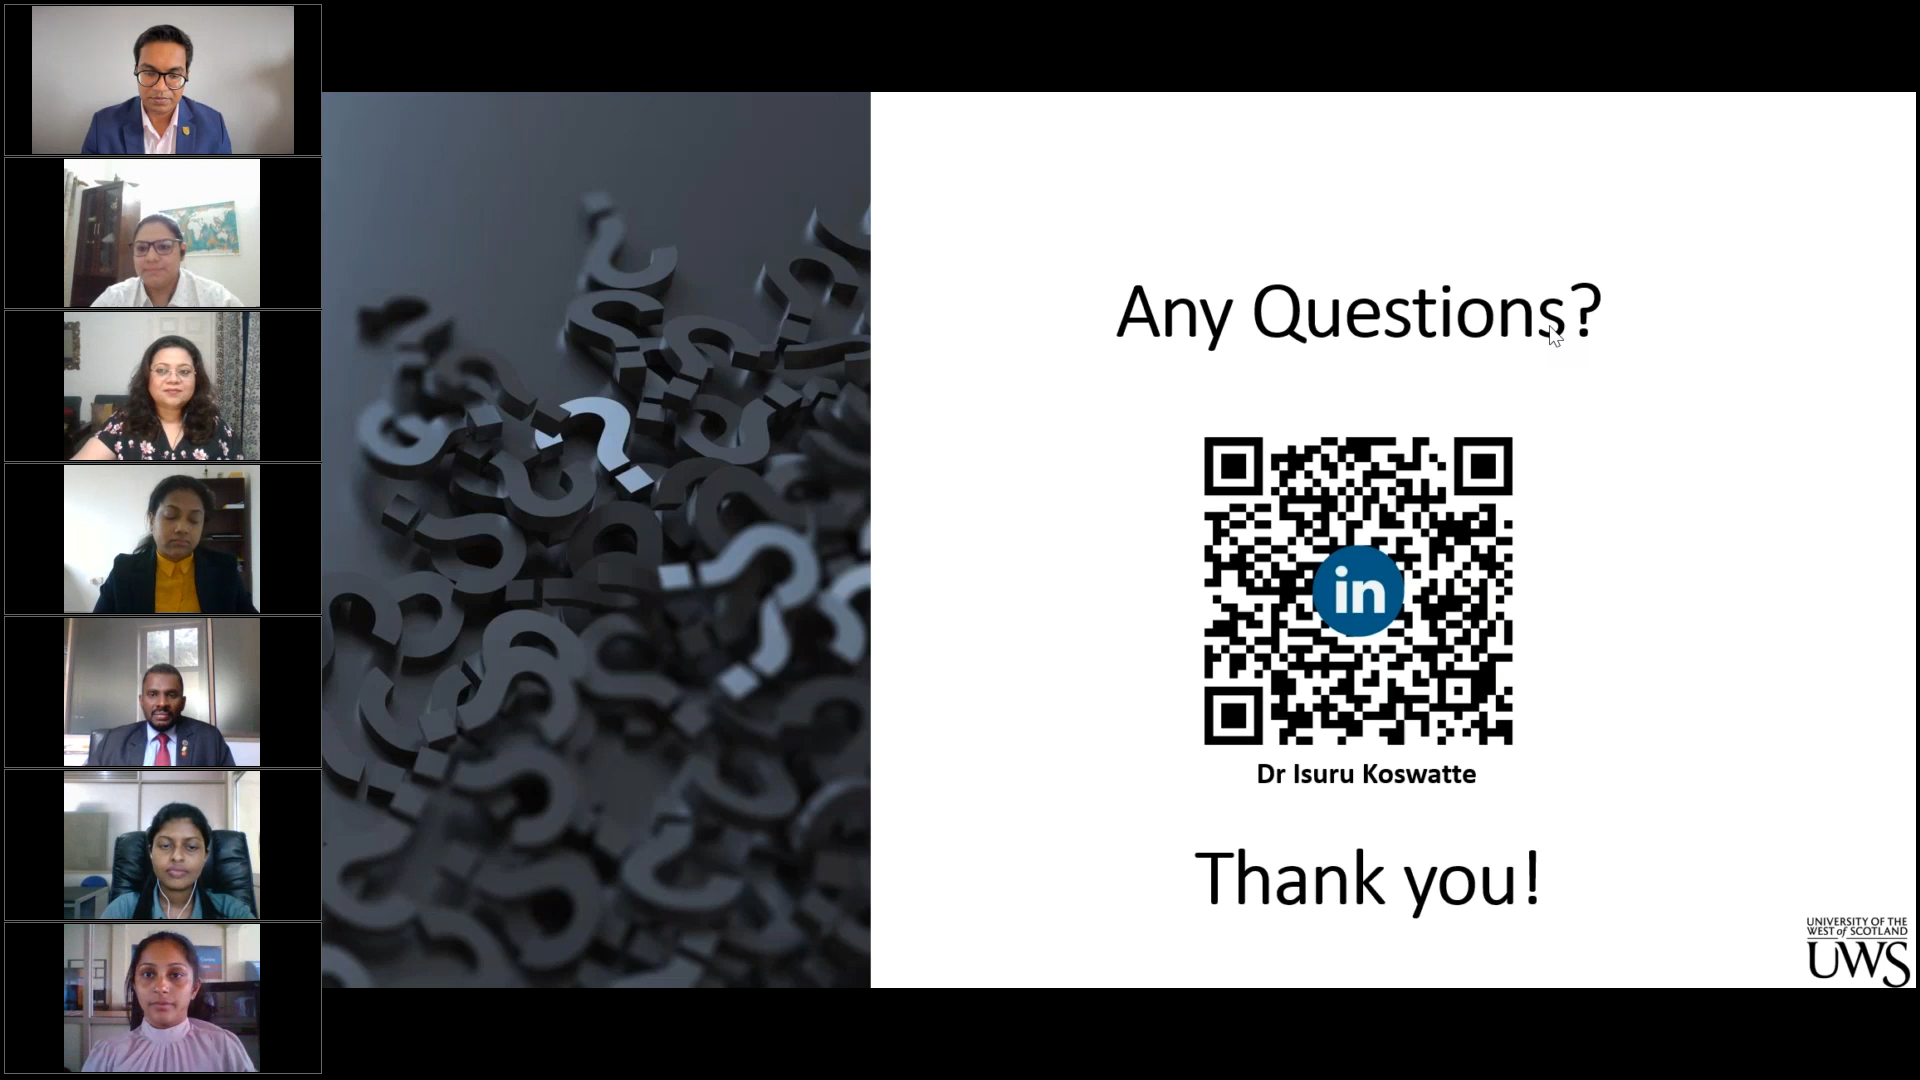 Any Questions?
in
Dr Isuru Koswatte
Thank you!
UNIVERSITY OF THE
WEST of SCOTLAND
UWS